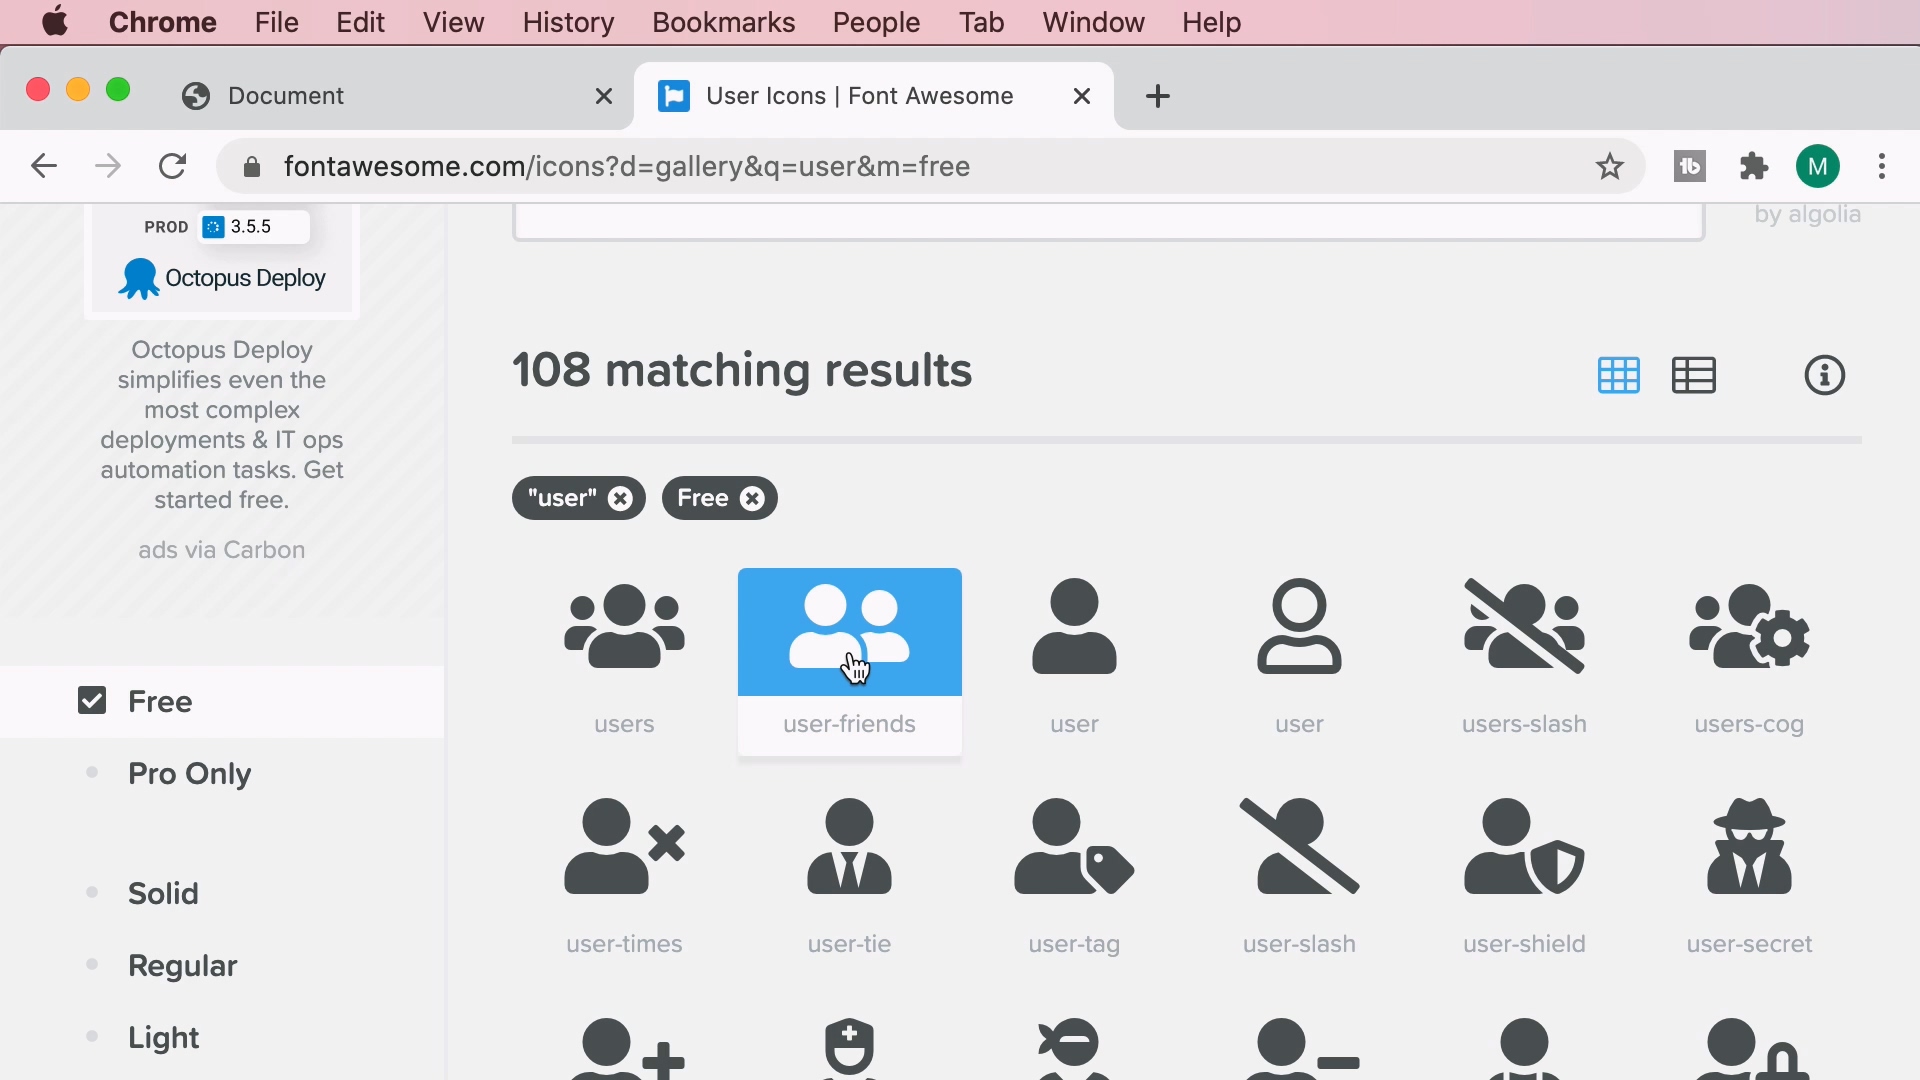 Chrome File Edit View History Bookmarks People Tab Window Help
Document
User Icons | Font Awesome
fontawesome.com/icons?d=gallery&q=user&m=free
M
PROD 3.5.5
Octopus Deploy
Octopus Deploy
simplifies even the
most complex
deployments & IT ops
automation tasks. Get
started free.
ads via Carbon
Free
Pro Only
Solid
Regular
Light
by algolia
108 matching results
"user" Free
users user-friends user user users-slash users-cog
user-times user-tie user-tag user-slash user-shield user-secret